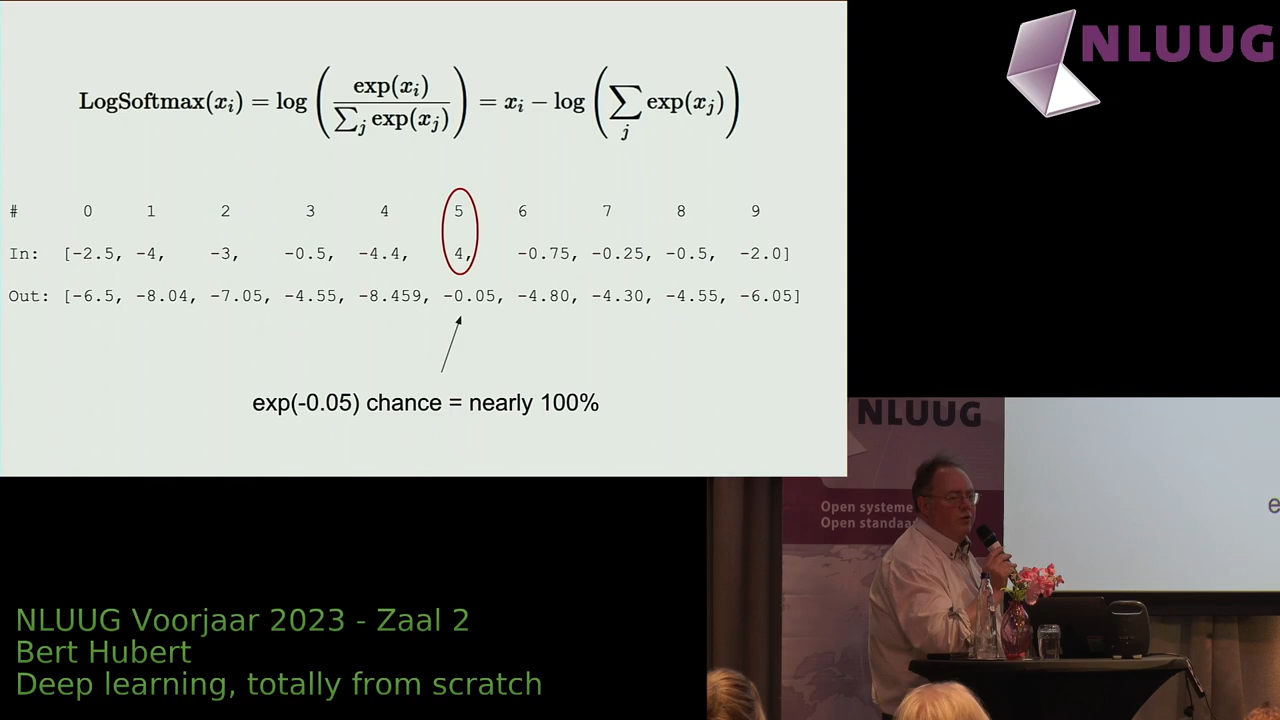 NLUUG
LogSoftmax(x_i) = log ( exp(x_i) / ∑_j exp(x_j) ) = x_i − log ( ∑_j exp(x_j) )
# 0 1 2 3 4 5 6 7 8 9
In: [-2.5, -4, -3, -0.5, -4.4, 4, -0.75, -0.25, -0.5, -2.0]
Out: [-6.5, -8.04, -7.05, -4.55, -8.459, -0.05, -4.80, -4.30, -4.55, -6.05]
exp(-0.05) chance = nearly 100%
NLUUG
Open systeme
Open standaa
e
NLUUG Voorjaar 2023 - Zaal 2
Bert Hubert
Deep learning, totally from scratch